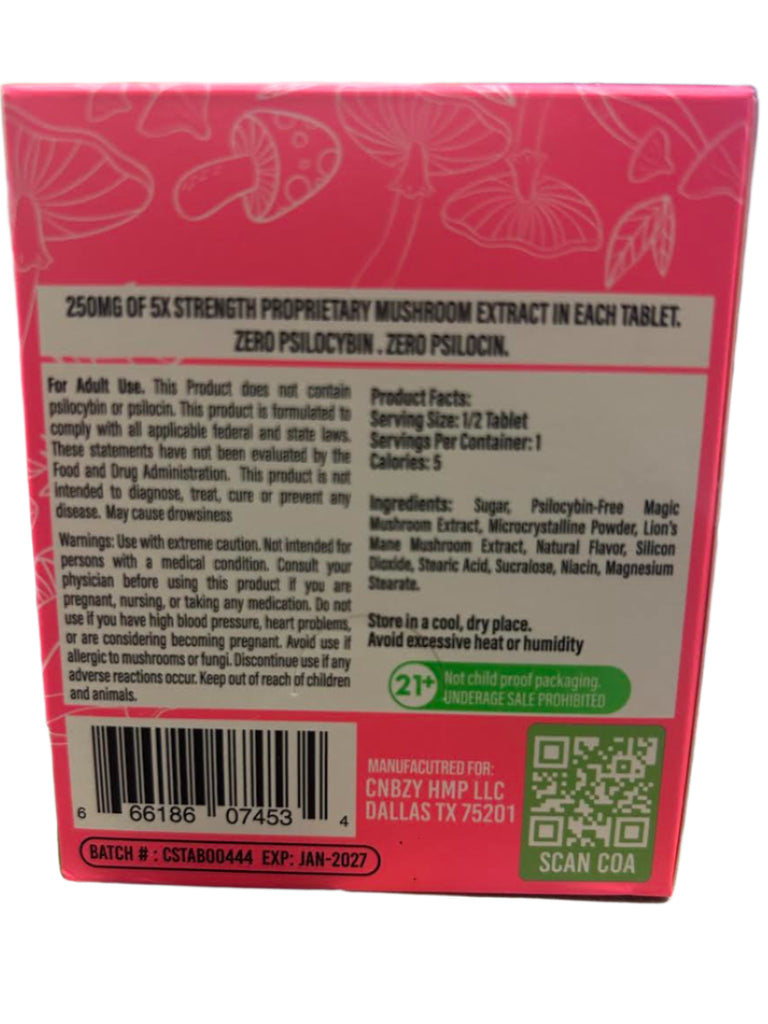 250MG OF 5X STRENGTH PROPRIETARY MUSHROOM EXTRACT IN EACH TABLET.
ZERO PSILOCYBIN . ZERO PSILOCIN.
For Adult Use. This Product does not contain
psilocybin or psilocin. This product is formulated to
comply with all applicable federal and state laws.
These statements have not been evaluated by the
Food and Drug Administration. This product is not
intended to diagnose, treat, cure or prevent any
disease. May cause drowsiness
Warnings: Use with extreme caution. Not intended for
persons with a medical condition. Consult your
physician before using this product if you are
pregnant, nursing, or taking any medication. Do not
use if you have high blood pressure, heart problems,
or are considering becoming pregnant. Avoid use if
allergic to mushrooms or fungi. Discontinue use if any
adverse reactions occur. Keep out of reach of children
and animals.
Product Facts:
Serving Size: 1/2 Tablet
Servings Per Container: 1
Calories: 5
Ingredients: Sugar, Psilocybin-Free Magic
Mushroom Extract, Microcrystalline Powder, Lion's
Mane Mushroom Extract, Natural Flavor, Silicon
Dioxide, Stearic Acid, Sucralose, Niacin, Magnesium
Stearate.
Store in a cool, dry place.
Avoid excessive heat or humidity
21+ Not child proof packaging.
UNDERAGE SALE PROHIBITED
6 66186 07453 4
BATCH # : CSTAB00444 EXP: JAN-2027
MANUFACUTRED FOR:
CNBZY HMP LLC
DALLAS TX 75201
SCAN COA